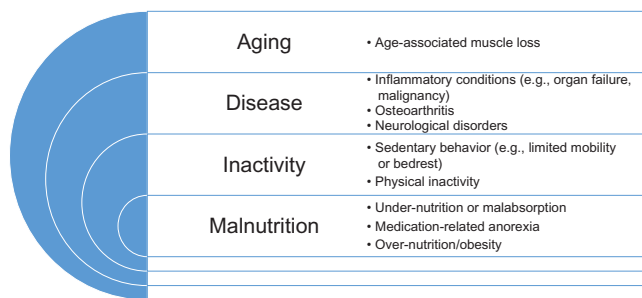 Aging
• Age-associated muscle loss
Disease
• Inflammatory conditions (e.g., organ failure,
malignancy)
• Osteoarthritis
• Neurological disorders
Inactivity
• Sedentary behavior (e.g., limited mobility
or bedrest)
• Physical inactivity
Malnutrition
• Under-nutrition or malabsorption
• Medication-related anorexia
• Over-nutrition/obesity